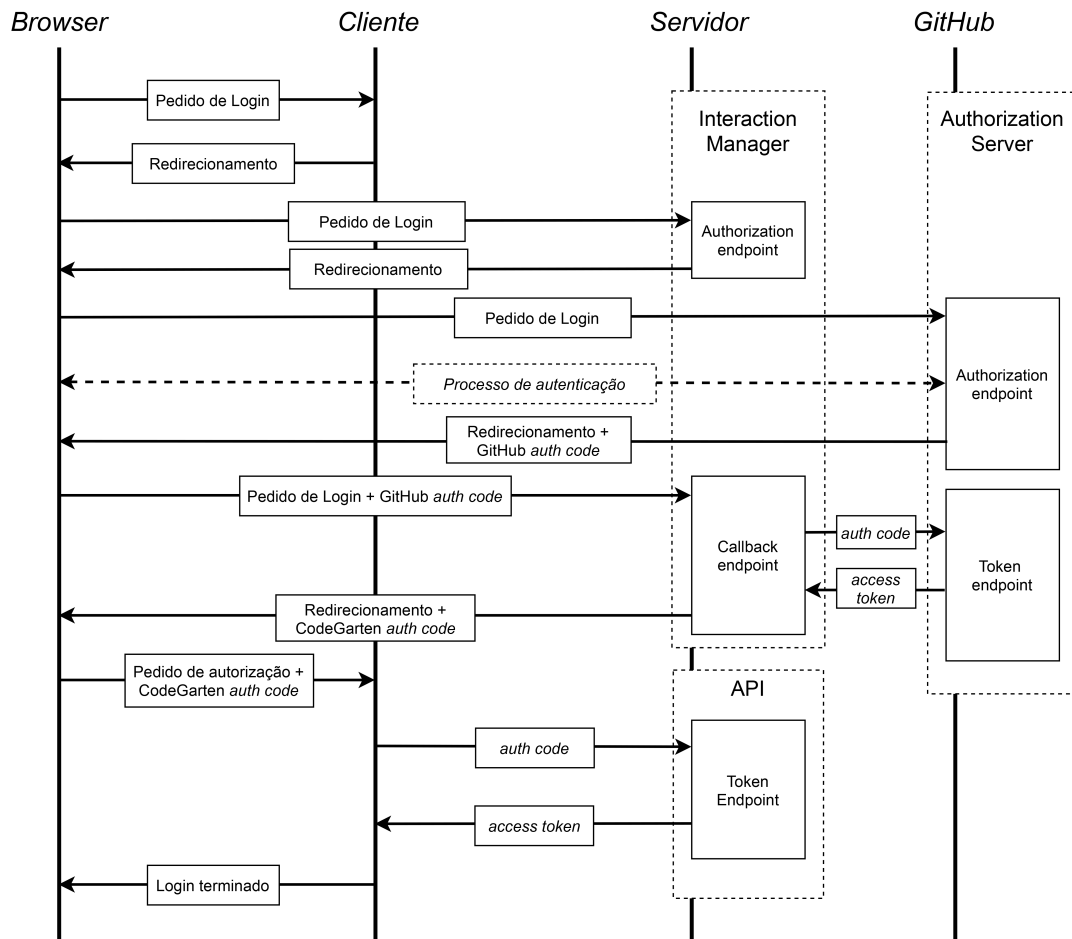 Browser
Cliente
Servidor
GitHub
Pedido de Login
Interaction
Manager
Authorization
Server
Redirecionamento
Pedido de Login
Authorization
endpoint
Redirecionamento
Pedido de Login
Authorization
endpoint
Processo de autenticação
Redirecionamento +
GitHub auth code
Pedido de Login + GitHub auth code
Callback
endpoint
auth code
Token
endpoint
access
token
Redirecionamento +
CodeGarten auth code
Pedido de autorização +
CodeGarten auth code
API
auth code
Token
Endpoint
access token
Login terminado